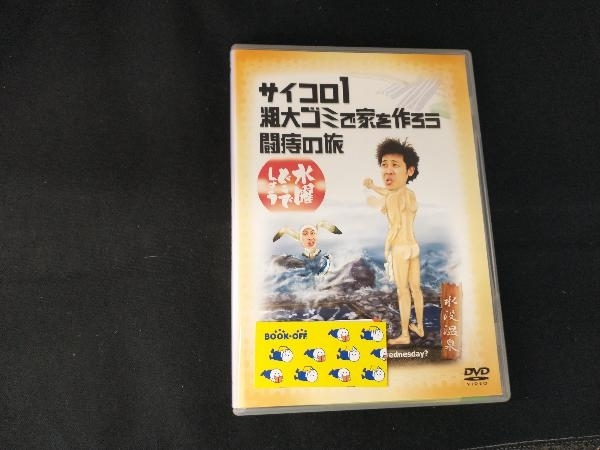 サイコロ1
粗大ゴミで家を作ろう
闘痔の旅
水曜
どうで
しょう
水没温泉
BOOK·OFF
ednesday?
DVD
VIDEO